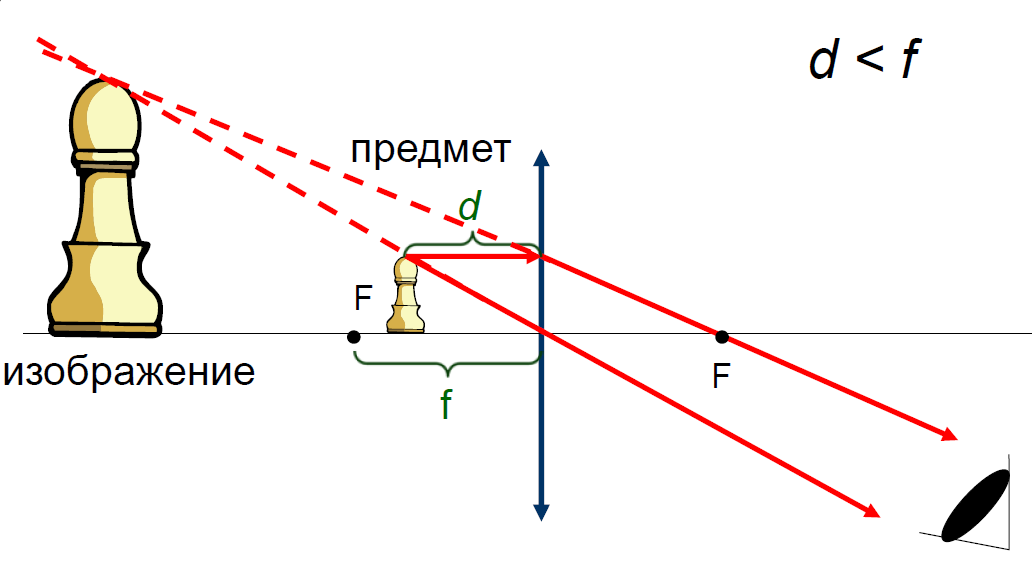 d < f
предмет
d
F
изображение
f
F